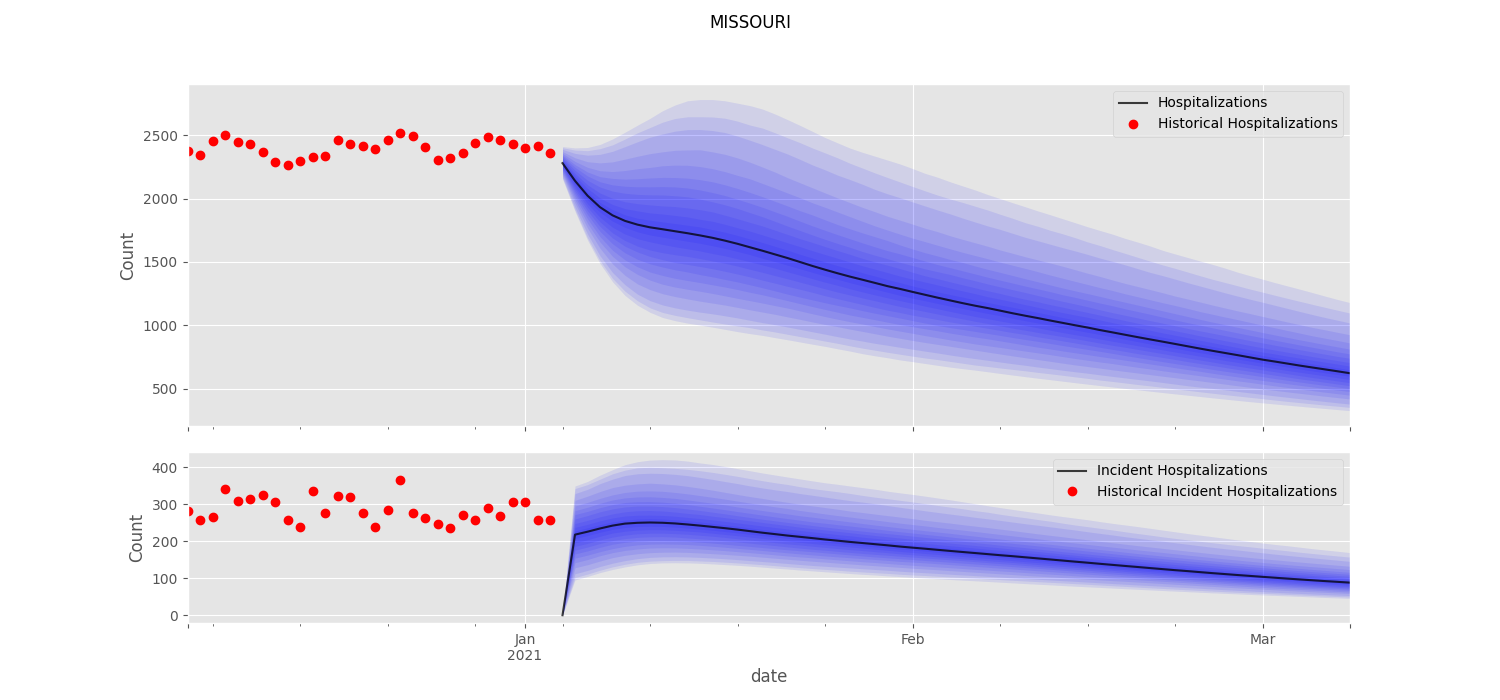 MISSOURI
Hospitalizations
Historical Hospitalizations
2500
2000
1500
1000
500
Count
Incident Hospitalizations
Historical Incident Hospitalizations
400
300
200
100
0
Count
Jan
2021
Feb
Mar
date